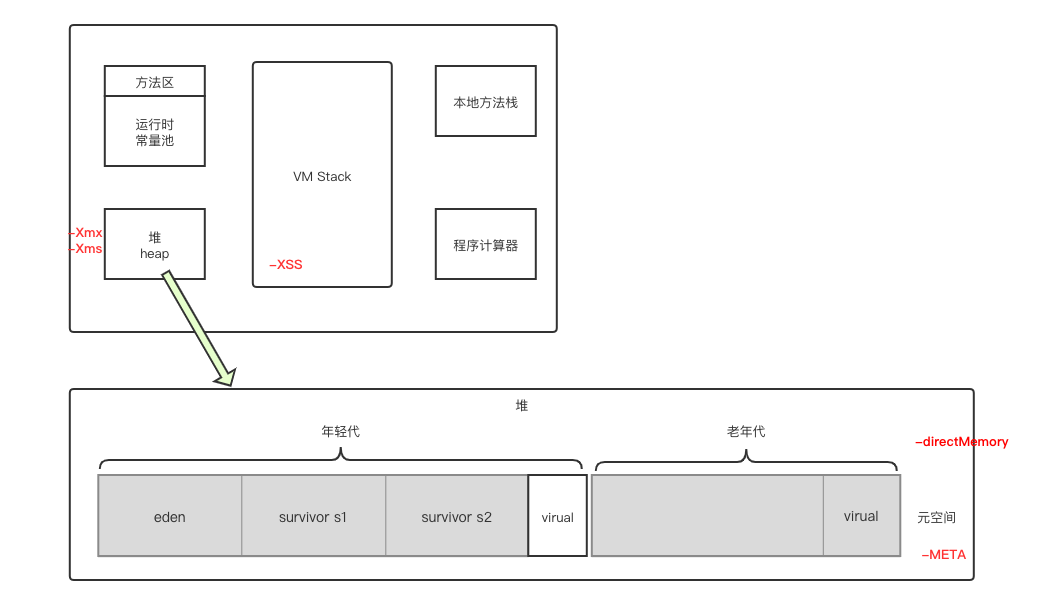 方法区
运行时
常量池
VM Stack
本地方法栈
-Xmx
-Xms
堆
heap
-XSS
程序计算器
堆
年轻代
老年代
-directMemory
eden
survivor s1
survivor s2
virual
virual
元空间
-META